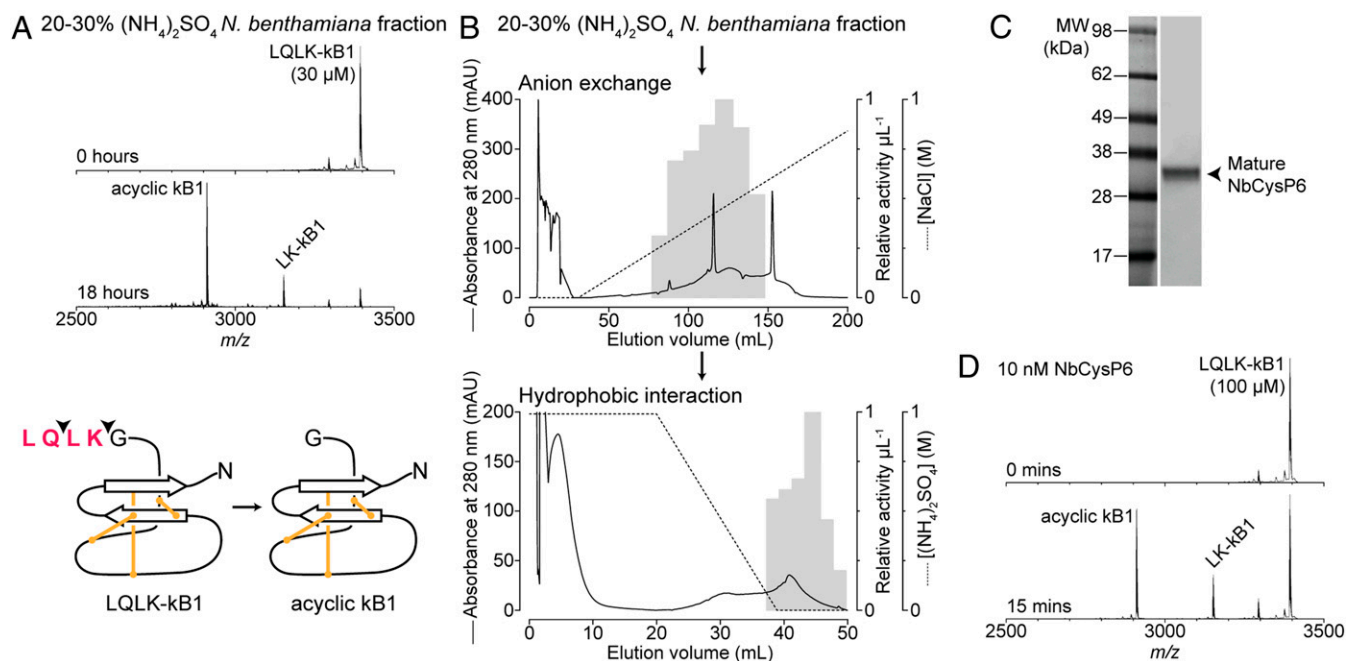 A
20-30% (NH4)2SO4 N. benthamiana fraction
LQLK-kB1
(30 µM)
0 hours
acyclic kB1
LK-kB1
18 hours
2500
3000
3500
m/z
L Q L K G
N
LQLK-kB1
G
N
acyclic kB1
B
20-30% (NH4)2SO4 N. benthamiana fraction
Anion exchange
Absorbance at 280 nm (mAU)
400
300
200
100
0
0
50
100
150
200
Elution volume (mL)
1
0
Relative activity µL-1
1
0
[NaCl] (M)
Hydrophobic interaction
Absorbance at 280 nm (mAU)
200
150
100
50
0
0
10
20
30
40
50
Elution volume (mL)
1
0
Relative activity µL-1
1
0
[(NH4)2SO4] (M)
C
MW
(kDa)
98
62
49
38
28
17
Mature
NbCysP6
D
10 nM NbCysP6
LQLK-kB1
(100 µM)
0 mins
acyclic kB1
LK-kB1
15 mins
2500
3000
3500
m/z